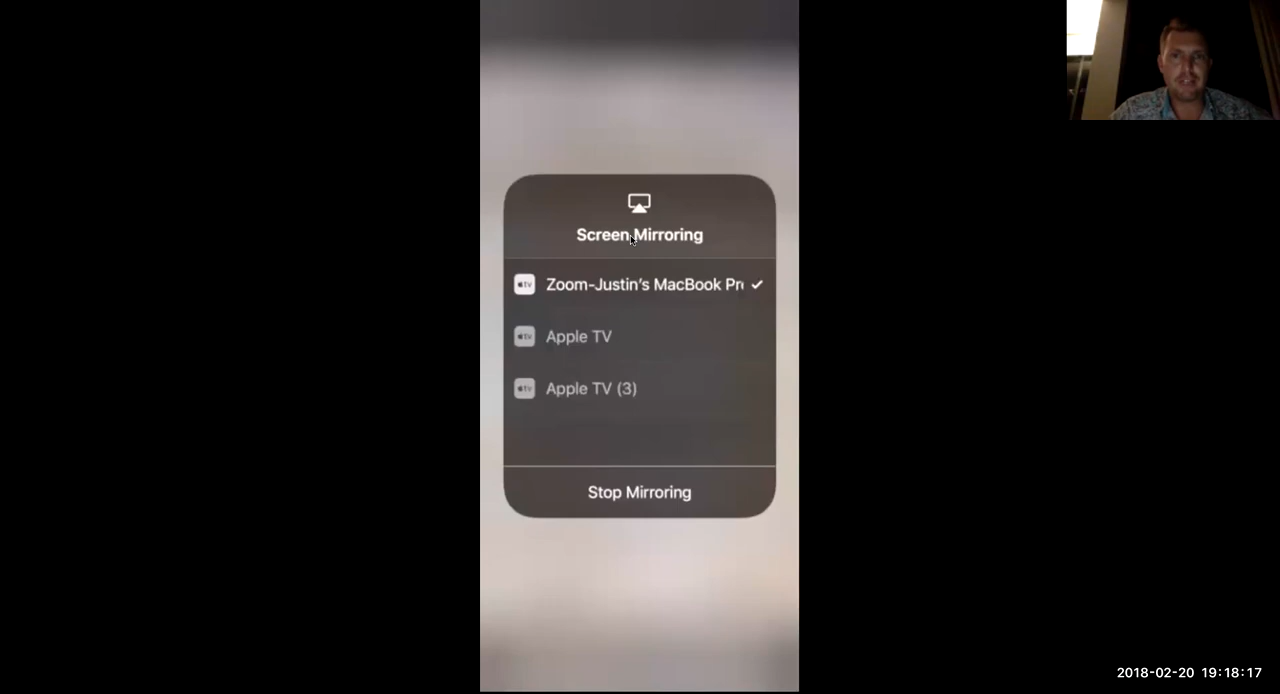 Screen Mirroring
Zoom-Justin's MacBook Pr
Apple TV
Apple TV (3)
Stop Mirroring
2018-02-20 19:18:17